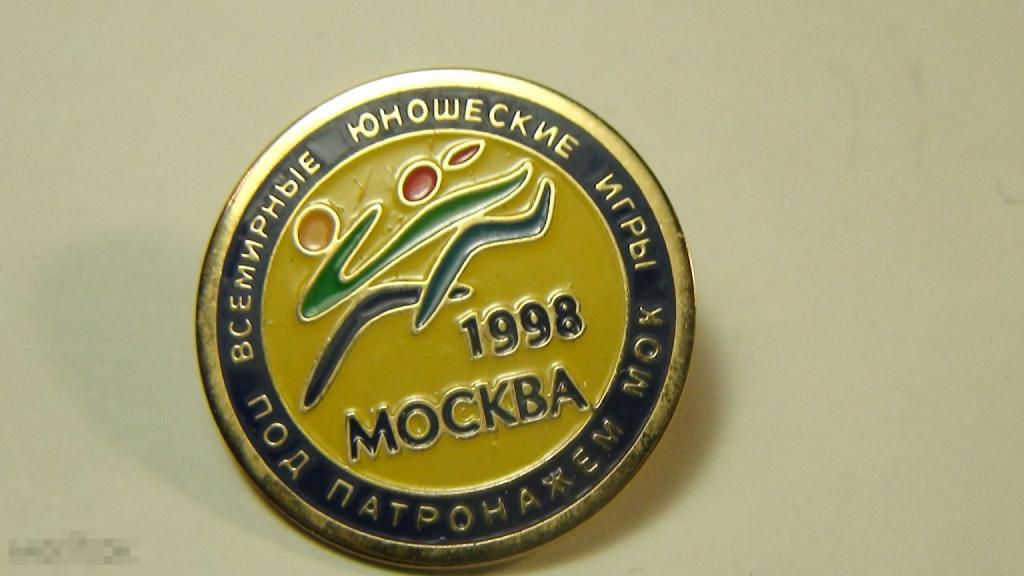 ВСЕМИРНЫЕ ЮНОШЕСКИЕ ИГРЫ
ПОД ПАТРОНАЖЕМ МОК
1998
МОСКВА